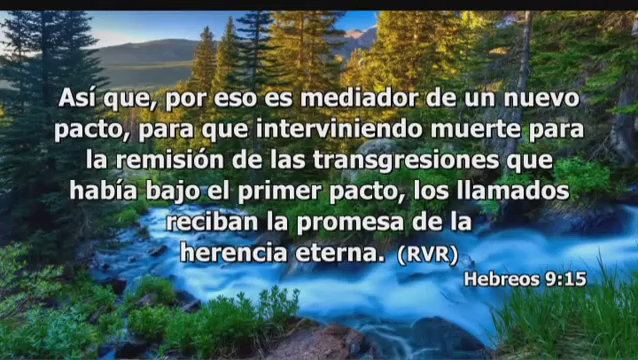 Así que, por eso es mediador de un nuevo
pacto, para que interviniendo muerte para
la remisión de las transgresiones que
había bajo el primer pacto, los llamados
reciban la promesa de la
herencia eterna. (RVR)
Hebreos 9:15